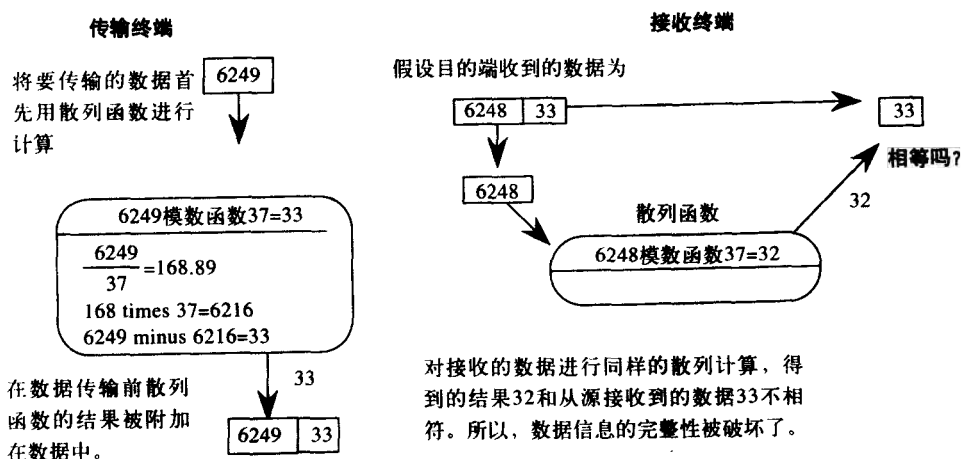 传输终端
将要传输的数据首
先用散列函数进行
计算
6249
6249模数函数37=33
6249
37
=168.89
168 times 37=6216
6249 minus 6216=33
33
在数据传输前散列
函数的结果被附加
在数据中。
6249 33
接收终端
假设目的端收到的数据为
6248 33
33
相等吗?
6248
32
散列函数
6248模数函数37=32
对接收的数据进行同样的散列计算，得
到的结果32和从源接收到的数据33不相
符。所以，数据信息的完整性被破坏了。